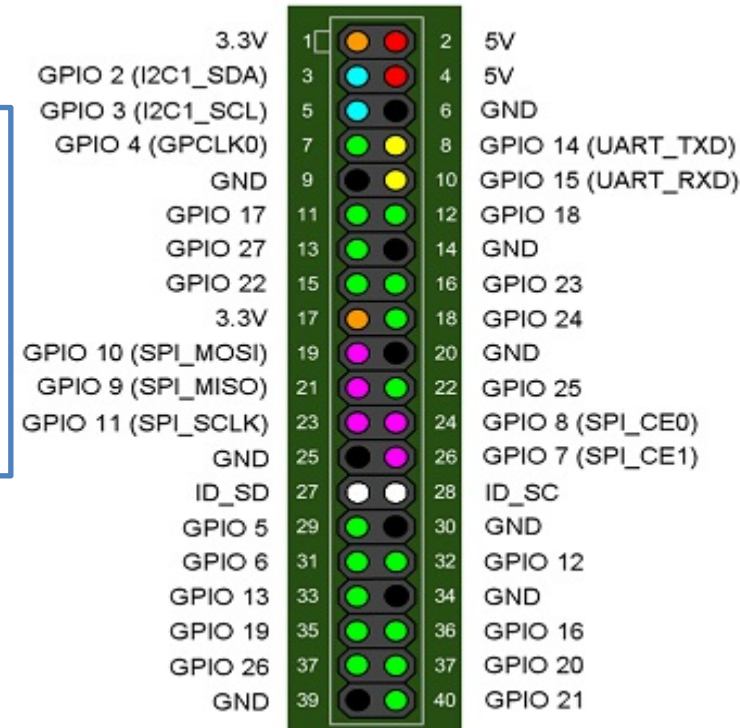 3.3V 1 2 5V
GPIO 2 (I2C1_SDA) 3 4 5V
GPIO 3 (I2C1_SCL) 5 6 GND
GPIO 4 (GPCLK0) 7 8 GPIO 14 (UART_TXD)
GND 9 10 GPIO 15 (UART_RXD)
GPIO 17 11 12 GPIO 18
GPIO 27 13 14 GND
GPIO 22 15 16 GPIO 23
3.3V 17 18 GPIO 24
GPIO 10 (SPI_MOSI) 19 20 GND
GPIO 9 (SPI_MISO) 21 22 GPIO 25
GPIO 11 (SPI_SCLK) 23 24 GPIO 8 (SPI_CE0)
GND 25 26 GPIO 7 (SPI_CE1)
ID_SD 27 28 ID_SC
GPIO 5 29 30 GND
GPIO 6 31 32 GPIO 12
GPIO 13 33 34 GND
GPIO 19 35 36 GPIO 16
GPIO 26 37 37 GPIO 20
GND 39 40 GPIO 21